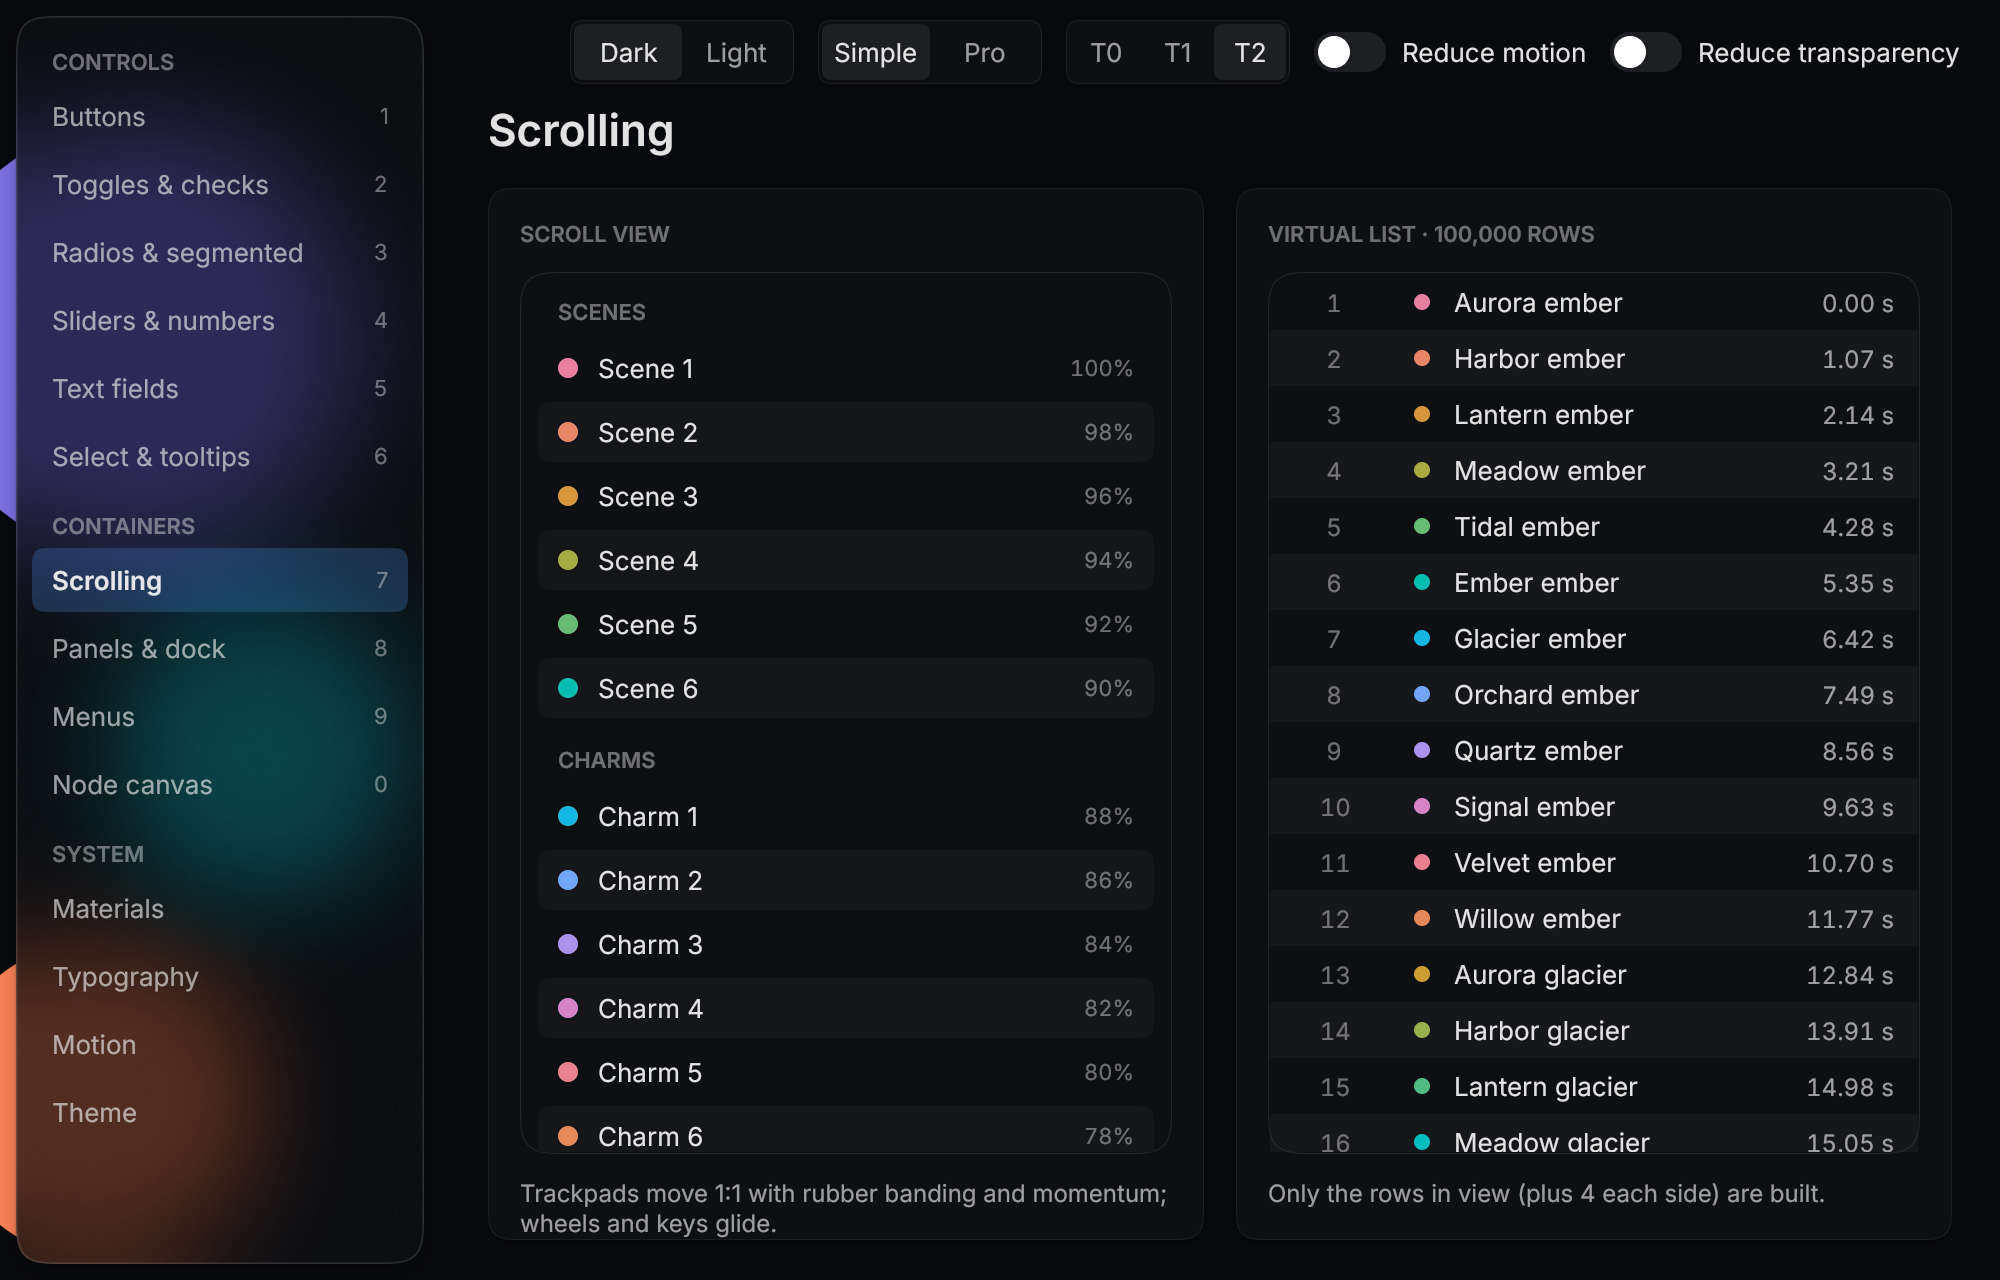 CONTROLS
Buttons 1
Toggles & checks 2
Radios & segmented 3
Sliders & numbers 4
Text fields 5
Select & tooltips 6
CONTAINERS
Scrolling 7
Panels & dock 8
Menus 9
Node canvas 0
SYSTEM
Materials
Typography
Motion
Theme
Dark Light Simple Pro T0 T1 T2 Reduce motion Reduce transparency
Scrolling
SCROLL VIEW
SCENES
Scene 1 100%
Scene 2 98%
Scene 3 96%
Scene 4 94%
Scene 5 92%
Scene 6 90%
CHARMS
Charm 1 88%
Charm 2 86%
Charm 3 84%
Charm 4 82%
Charm 5 80%
Charm 6 78%
Trackpads move 1:1 with rubber banding and momentum;
wheels and keys glide.
VIRTUAL LIST · 100,000 ROWS
1 Aurora ember 0.00 s
2 Harbor ember 1.07 s
3 Lantern ember 2.14 s
4 Meadow ember 3.21 s
5 Tidal ember 4.28 s
6 Ember ember 5.35 s
7 Glacier ember 6.42 s
8 Orchard ember 7.49 s
9 Quartz ember 8.56 s
10 Signal ember 9.63 s
11 Velvet ember 10.70 s
12 Willow ember 11.77 s
13 Aurora glacier 12.84 s
14 Harbor glacier 13.91 s
15 Lantern glacier 14.98 s
16 Meadow glacier 15.05 s
Only the rows in view (plus 4 each side) are built.